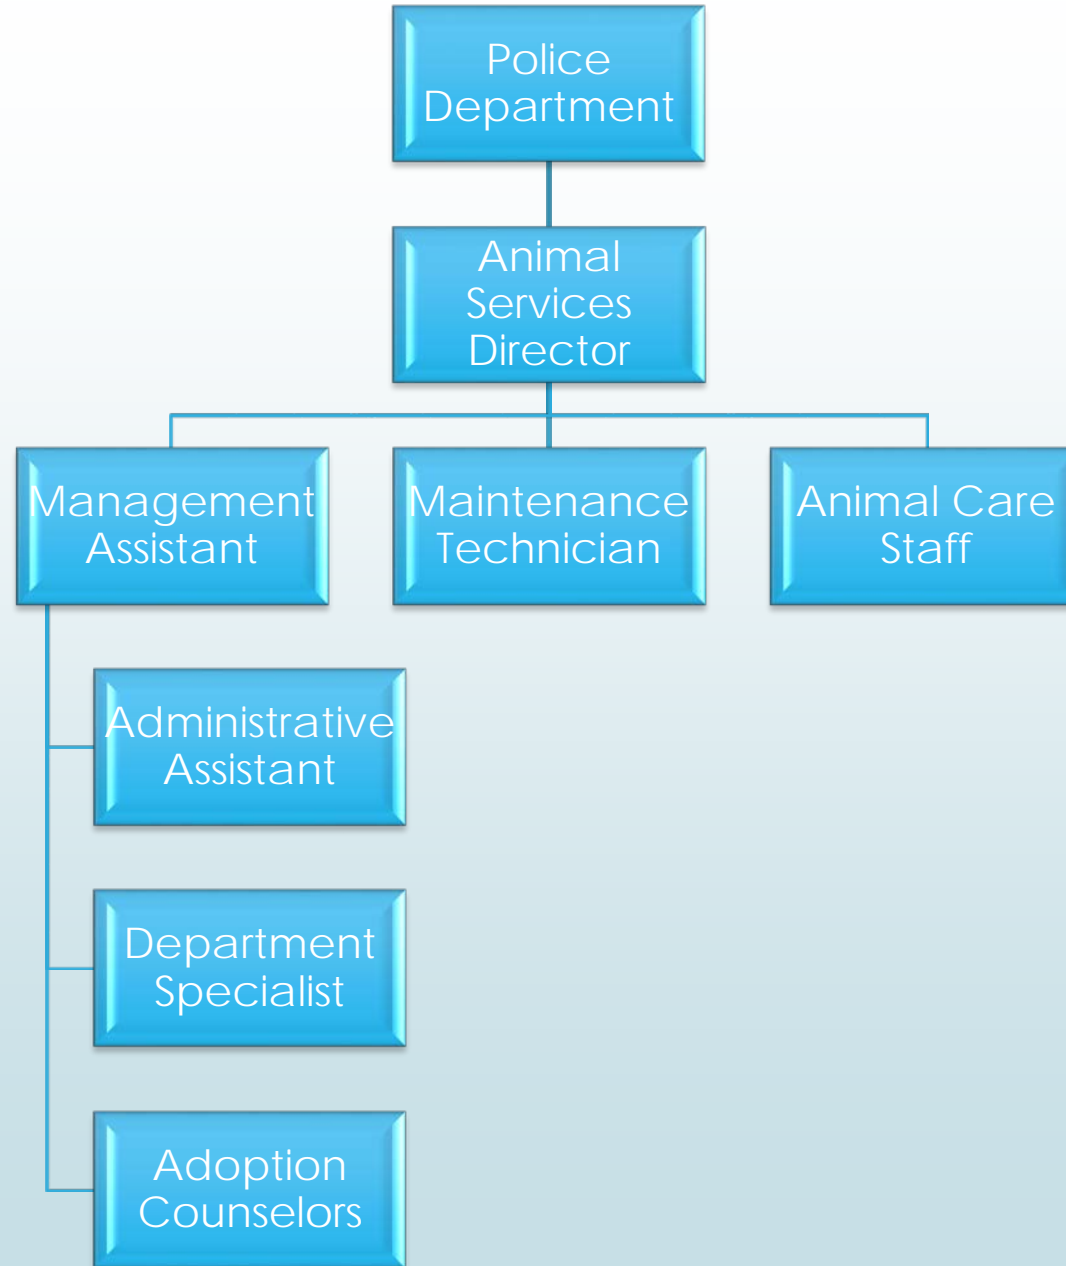 Police
Department
Animal
Services
Director
Management
Assistant
Maintenance
Technician
Animal Care
Staff
Administrative
Assistant
Department
Specialist
Adoption
Counselors